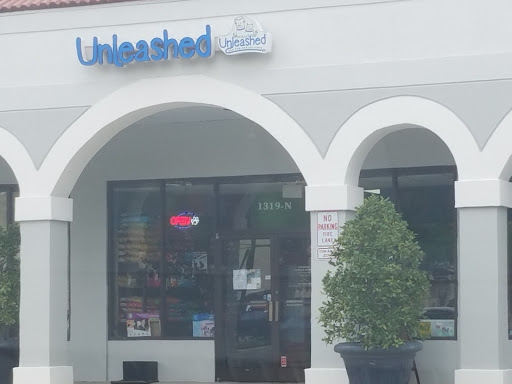 Unleashed
Unleashed
1319-N
OPEN
NO
PARKING
FIRE
LANE